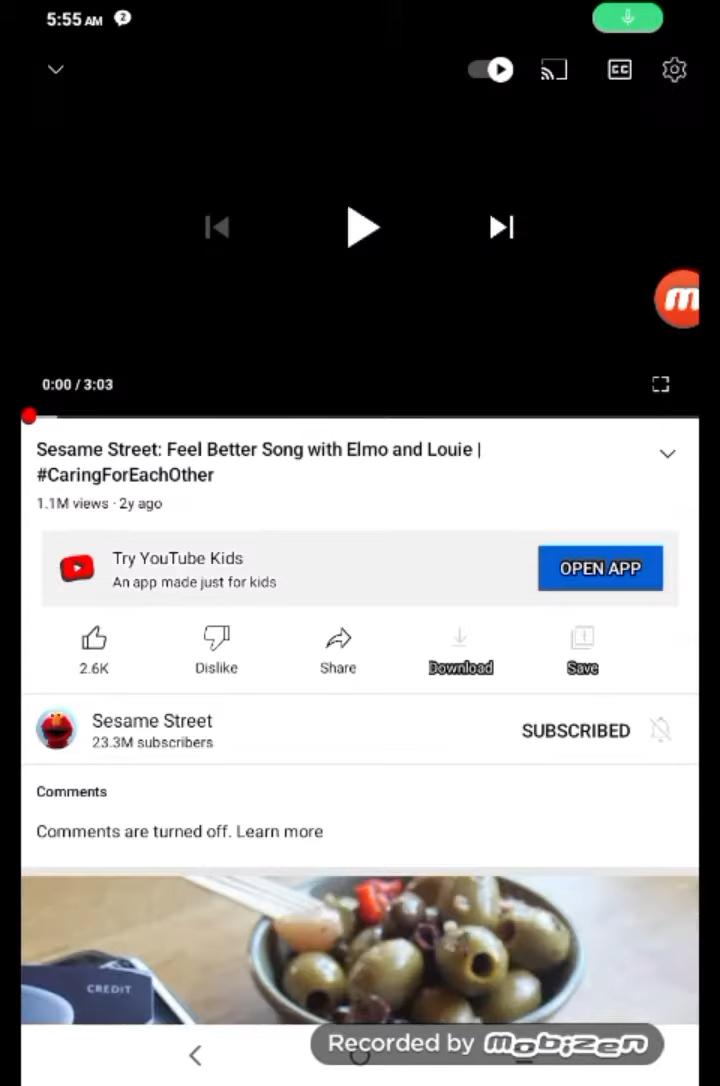 5:55 AM 2
CC
m
0:00 / 3:03
Sesame Street: Feel Better Song with Elmo and Louie |
#CaringForEachOther
1.1M views · 2y ago
Try YouTube Kids
An app made just for kids
OPEN APP
2.6K
Dislike
Share
Download
Save
Sesame Street
23.3M subscribers
SUBSCRIBED
Comments
Comments are turned off. Learn more
CREDIT
Recorded by mobizen